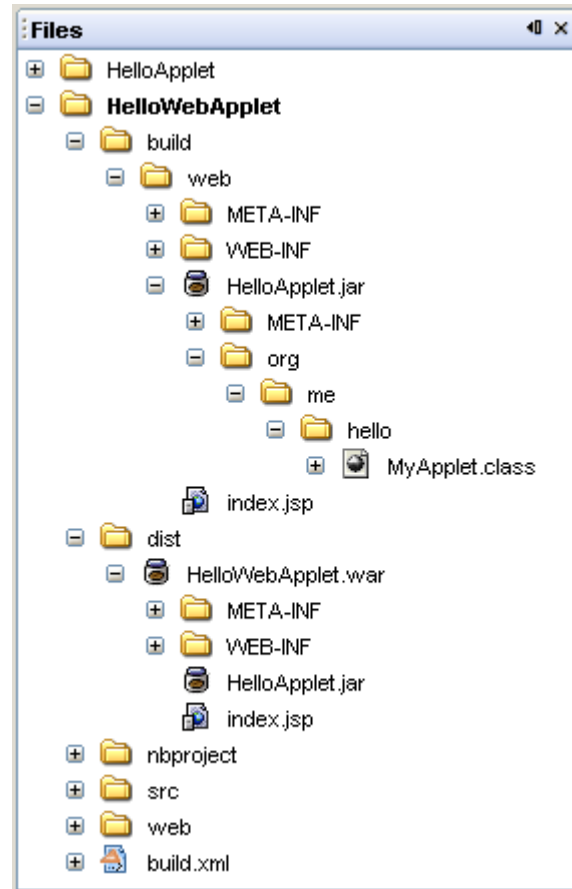 Files
HelloApplet
HelloWebApplet
build
web
META-INF
WEB-INF
HelloApplet.jar
META-INF
org
me
hello
MyApplet.class
index.jsp
dist
HelloWebApplet.war
META-INF
WEB-INF
HelloApplet.jar
index.jsp
nbproject
src
web
build.xml